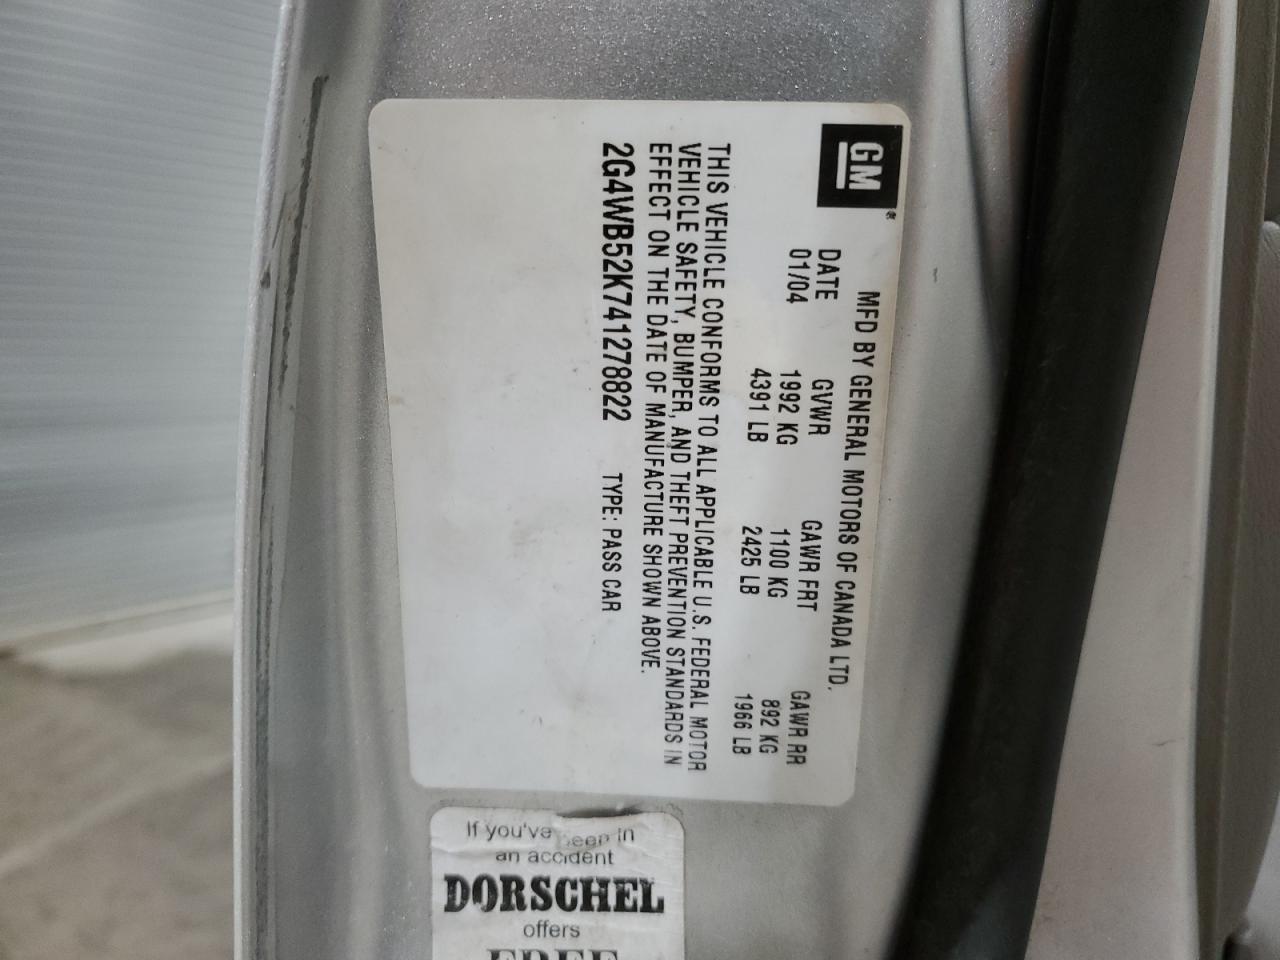 GM
MFD BY GENERAL MOTORS OF CANADA LTD.
DATE GVWR GAWR FRT GAWR RR
01/04 1992 KG 1100 KG 892 KG
4391 LB 2425 LB 1966 LB
THIS VEHICLE CONFORMS TO ALL APPLICABLE U.S. FEDERAL MOTOR
VEHICLE SAFETY, BUMPER, AND THEFT PREVENTION STANDARDS IN
EFFECT ON THE DATE OF MANUFACTURE SHOWN ABOVE.
2G4WB52K741278822 TYPE: PASS CAR
If you've been in
an accident
DORSCHEL
offers
FREE